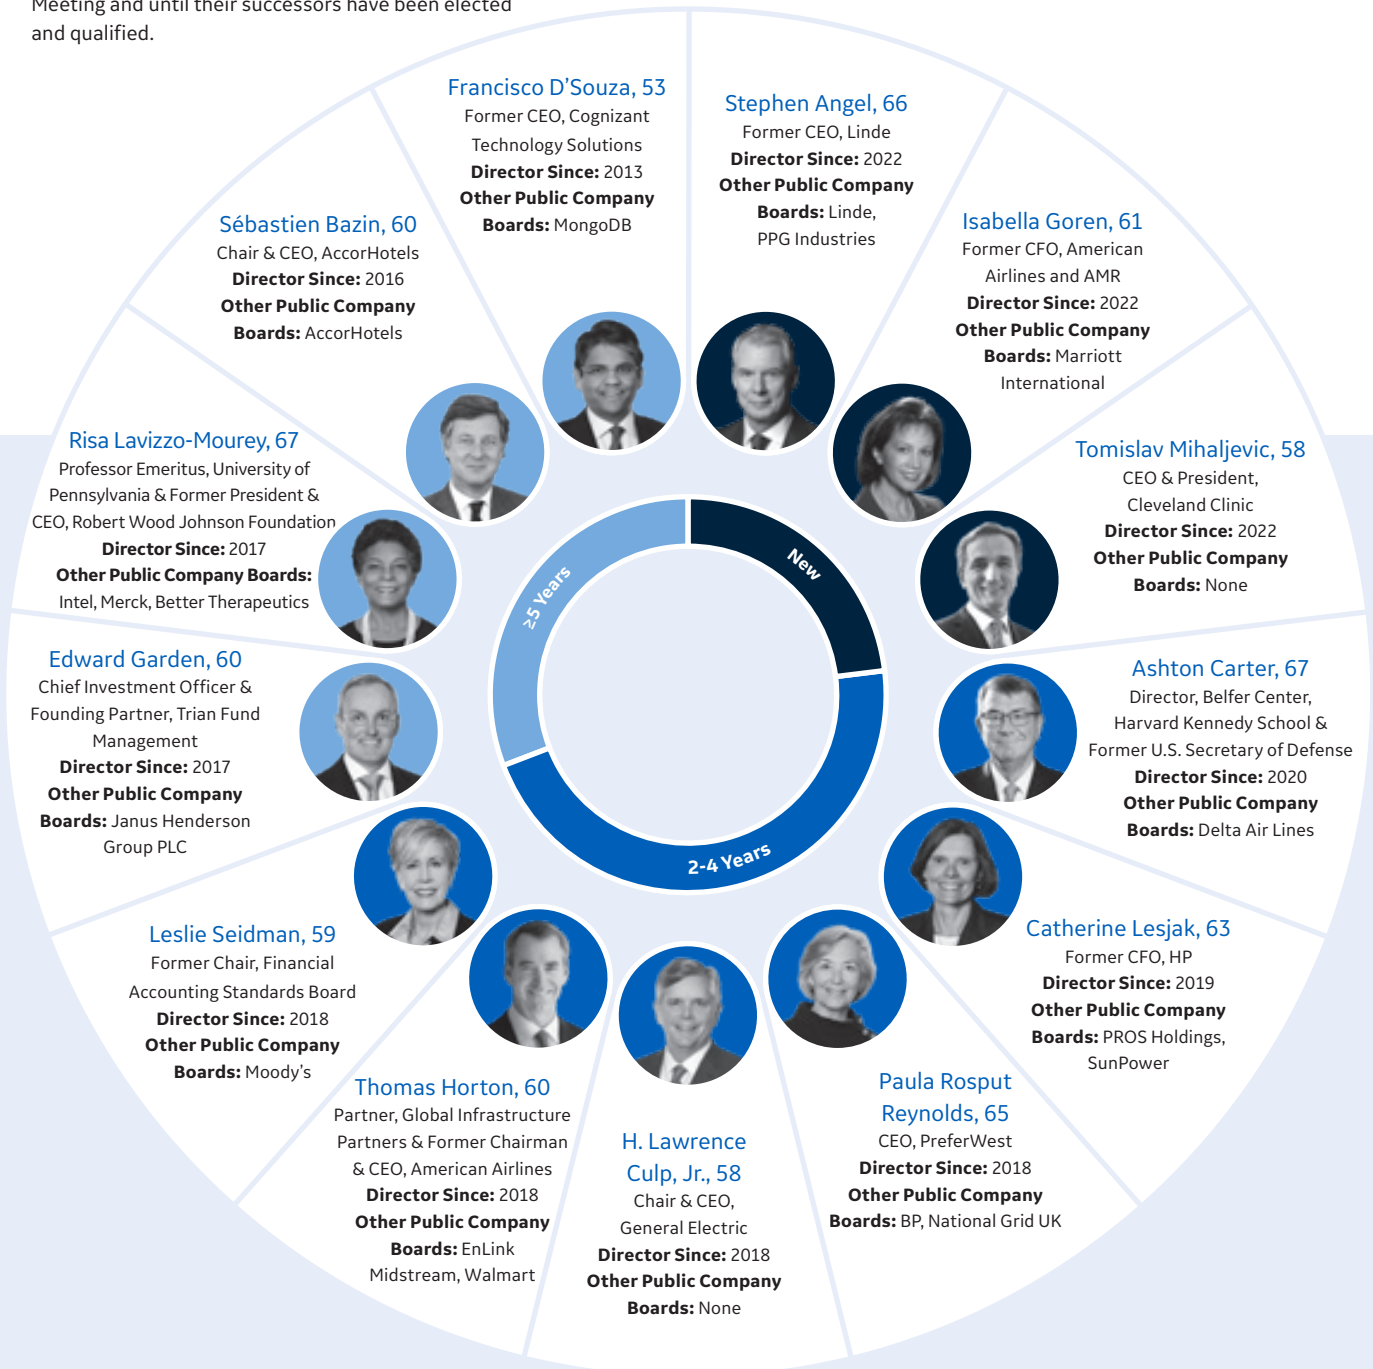 Meeting and until their successors have been elected
and qualified.
Francisco D’Souza, 53
Former CEO, Cognizant
Technology Solutions
Director Since: 2013
Other Public Company
Boards: MongoDB
Stephen Angel, 66
Former CEO, Linde
Director Since: 2022
Other Public Company
Boards: Linde,
PPG Industries
Isabella Goren, 61
Former CFO, American
Airlines and AMR
Director Since: 2022
Other Public Company
Boards: Marriott
International
Tomislav Mihaljevic, 58
CEO & President,
Cleveland Clinic
Director Since: 2022
Other Public Company
Boards: None
Ashton Carter, 67
Director, Belfer Center,
Harvard Kennedy School &
Former U.S. Secretary of Defense
Director Since: 2020
Other Public Company
Boards: Delta Air Lines
Catherine Lesjak, 63
Former CFO, HP
Director Since: 2019
Other Public Company
Boards: PROS Holdings,
SunPower
Paula Rosput
Reynolds, 65
CEO, PreferWest
Director Since: 2018
Other Public Company
Boards: BP, National Grid UK
H. Lawrence
Culp, Jr., 58
Chair & CEO,
General Electric
Director Since: 2018
Other Public Company
Boards: None
Thomas Horton, 60
Partner, Global Infrastructure
Partners & Former Chairman
& CEO, American Airlines
Director Since: 2018
Other Public Company
Boards: EnLink
Midstream, Walmart
Leslie Seidman, 59
Former Chair, Financial
Accounting Standards Board
Director Since: 2018
Other Public Company
Boards: Moody’s
Edward Garden, 60
Chief Investment Officer &
Founding Partner, Trian Fund
Management
Director Since: 2017
Other Public Company
Boards: Janus Henderson
Group PLC
Risa Lavizzo-Mourey, 67
Professor Emeritus, University of
Pennsylvania & Former President &
CEO, Robert Wood Johnson Foundation
Director Since: 2017
Other Public Company Boards:
Intel, Merck, Better Therapeutics
Sébastien Bazin, 60
Chair & CEO, AccorHotels
Director Since: 2016
Other Public Company
Boards: AccorHotels
≥5 Years
New
2-4 Years